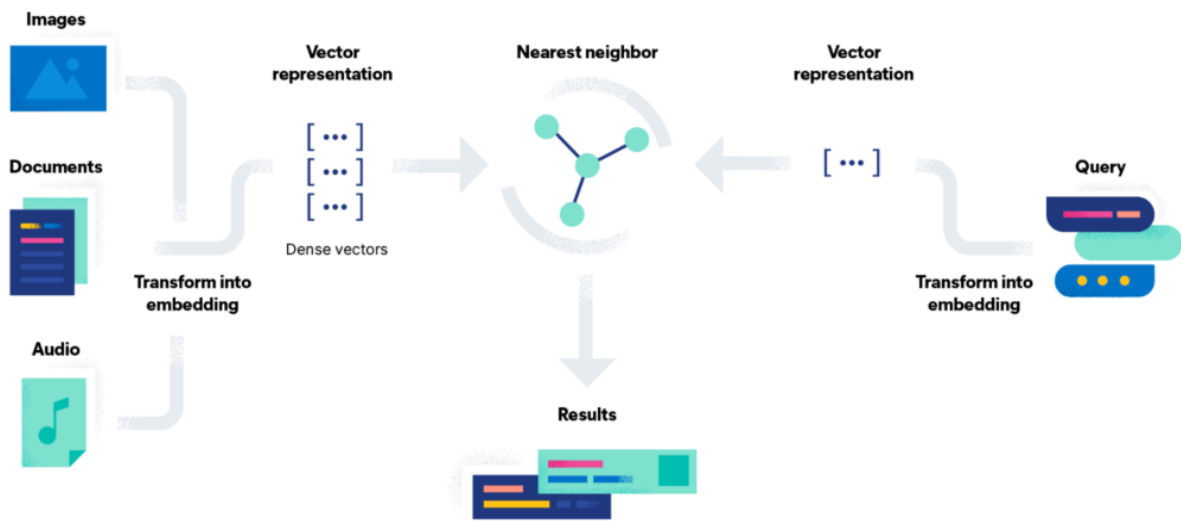 Images
Documents
Audio
Transform into
embedding
Vector
representation
[ ••• ]
[ ••• ]
[ ••• ]
Dense vectors
Nearest neighbor
Results
Vector
representation
[ ••• ]
Transform into
embedding
Query